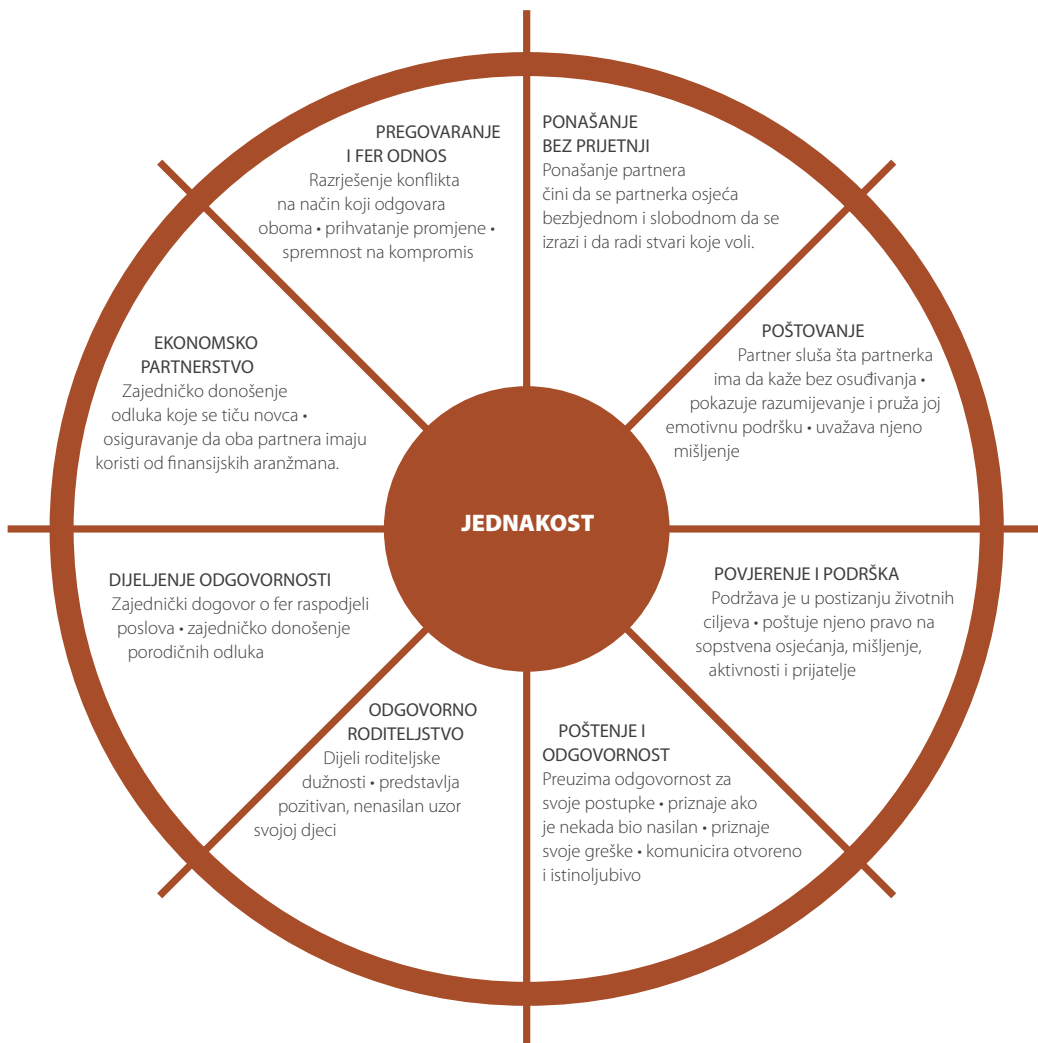 PREGOVARANJE
I FER ODNOS
Razrješenje konflikta
na način koji odgovara
oboma • prihvatanje promjene •
spremnost na kompromis
PONAŠANJE
BEZ PRIJETNJI
Ponašanje partnera
čini da se partnerka osjeća
bezbjednom i slobodnom da se
izrazi i da radi stvari koje voli.
EKONOMSKO
PARTNERSTVO
Zajedničko donošenje
odluka koje se tiču novca •
osiguravanje da oba partnera imaju
koristi od finansijskih aranžmana.
POŠTOVANJE
Partner sluša šta partnerka
ima da kaže bez osuđivanja •
pokazuje razumijevanje i pruža joj
emotivnu podršku • uvažava njeno
mišljenje
JEDNAKOST
DIJELJENJE ODGOVORNOSTI
Zajednički dogovor o fer raspodjeli
poslova • zajedničko donošenje
porodičnih odluka
POVJERENJE I PODRŠKA
Podržava je u postizanju životnih
ciljeva • poštuje njeno pravo na
sopstvena osjećanja, mišljenje,
aktivnosti i prijatelje
ODGOVORNO
RODITELJSTVO
Dijeli roditeljske
dužnosti • predstavlja
pozitivan, nenasilan uzor
svojoj djeci
POŠTENJE I
ODGOVORNOST
Preuzima odgovornost za
svoje postupke • priznaje ako
je nekada bio nasilan • priznaje
svoje greške • komunicira otvoreno
i istinoljubivo